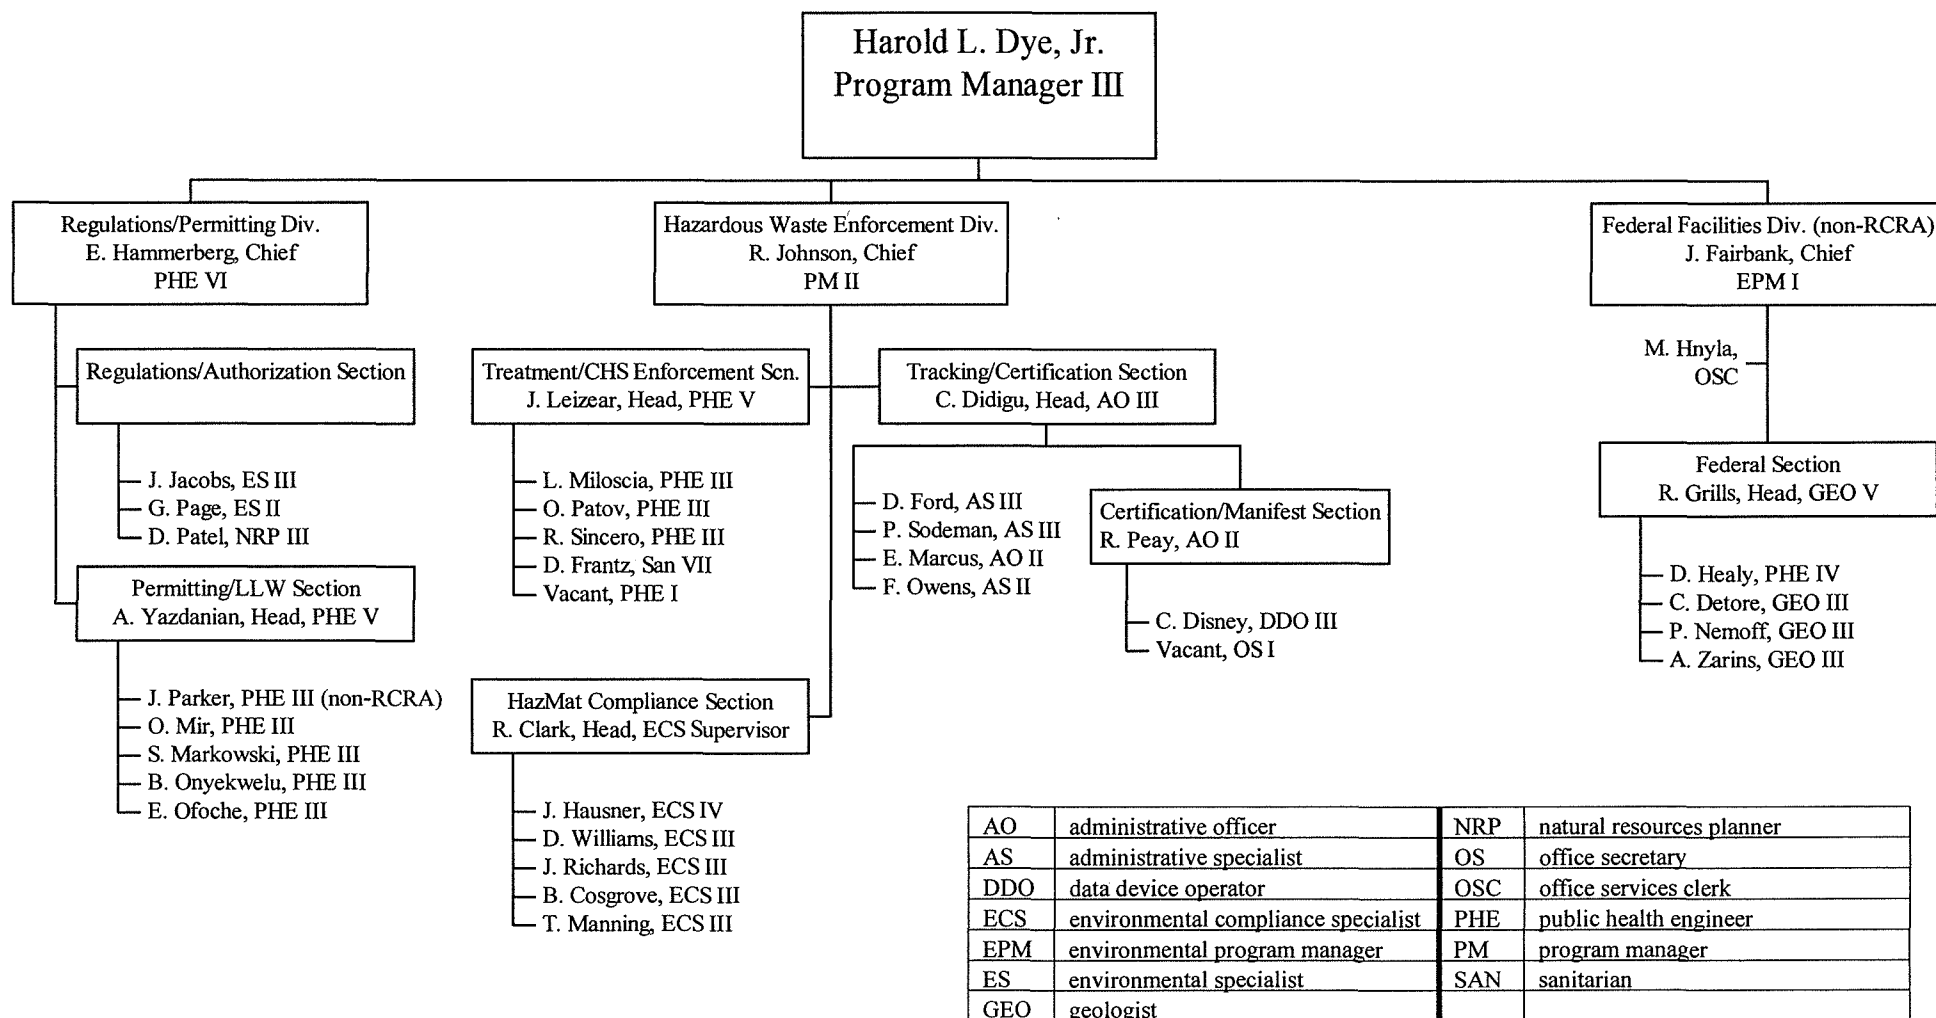 Harold L. Dye, Jr.
Program Manager III
Regulations/Permitting Div.
E. Hammerberg, Chief
PHE VI
Hazardous Waste Enforcement Div.
R. Johnson, Chief
PM II
Federal Facilities Div. (non-RCRA)
J. Fairbank, Chief
EPM I
M. Hnyla,
OSC
Regulations/Authorization Section
J. Jacobs, ES III
G. Page, ES II
D. Patel, NRP III
Permitting/LLW Section
A. Yazdanian, Head, PHE V
J. Parker, PHE III (non-RCRA)
O. Mir, PHE III
S. Markowski, PHE III
B. Onyekwelu, PHE III
E. Ofoche, PHE III
Treatment/CHS Enforcement Scn.
J. Leizear, Head, PHE V
L. Miloscia, PHE III
O. Patov, PHE III
R. Sincero, PHE III
D. Frantz, San VII
Vacant, PHE I
Tracking/Certification Section
C. Didigu, Head, AO III
D. Ford, AS III
P. Sodeman, AS III
E. Marcus, AO II
F. Owens, AS II
Certification/Manifest Section
R. Peay, AO II
C. Disney, DDO III
Vacant, OS I
HazMat Compliance Section
R. Clark, Head, ECS Supervisor
J. Hausner, ECS IV
D. Williams, ECS III
J. Richards, ECS III
B. Cosgrove, ECS III
T. Manning, ECS III
Federal Section
R. Grills, Head, GEO V
D. Healy, PHE IV
C. Detore, GEO III
P. Nemoff, GEO III
A. Zarins, GEO III
AO administrative officer NRP natural resources planner
AS administrative specialist OS office secretary
DDO data device operator OSC office services clerk
ECS environmental compliance specialist PHE public health engineer
EPM environmental program manager PM program manager
ES environmental specialist SAN sanitarian
GEO geologist